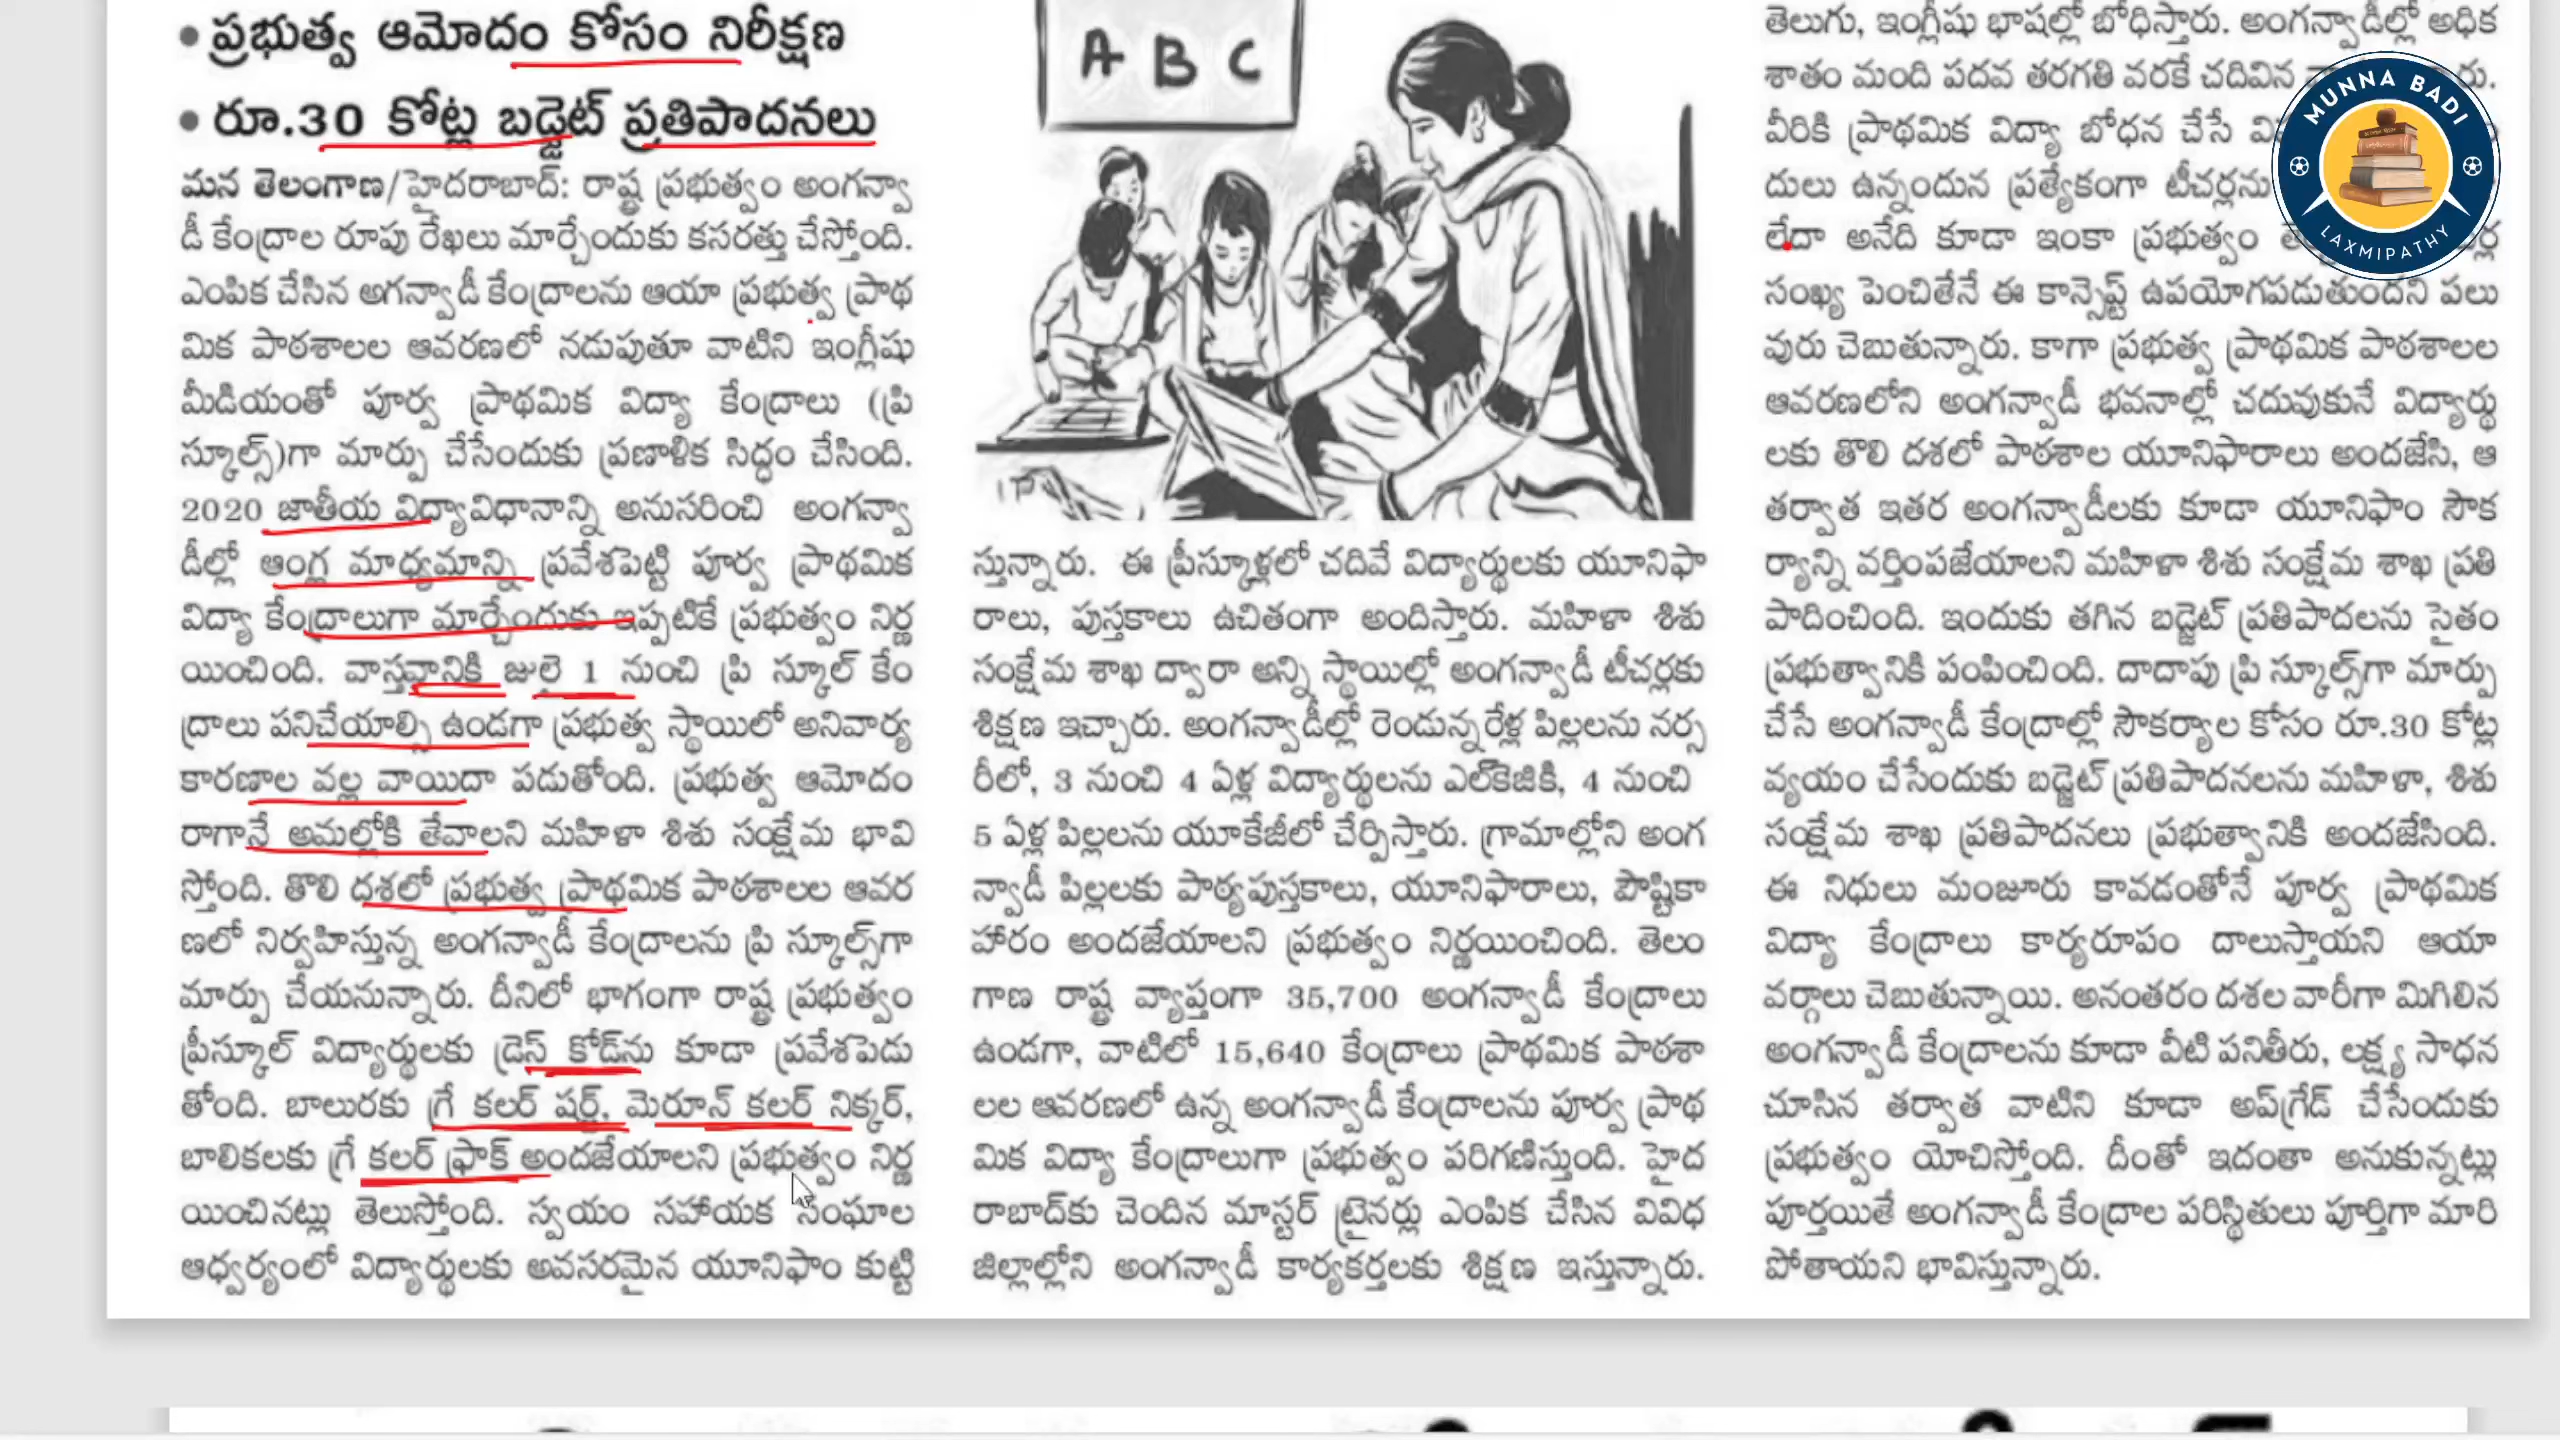 • ప్రభుత్వ ఆమోదం కోసం నిరీక్షణ
• రూ.30 కోట్ల బడ్జెట్ ప్రతిపాదనలు
మన తెలంగాణ/హైదరాబాద్: రాష్ట్ర ప్రభుత్వం అంగన్వా
డీ కేంద్రాల రూపు రేఖలు మార్చేందుకు కసరత్తు చేస్తోంది.
ఎంపిక చేసిన అగన్వాడీ కేంద్రాలను ఆయా ప్రభుత్వ ప్రాథ
మిక పాఠశాలల ఆవరణలో నడుపుతూ వాటిని ఇంగ్లీషు
మీడియంతో పూర్వ ప్రాథమిక విద్యా కేంద్రాలు (ప్రి
స్కూల్స్)గా మార్పు చేసేందుకు ప్రణాళిక సిద్ధం చేసింది.
2020 జాతీయ విద్యావిధానాన్ని అనుసరించి అంగన్వా
డీల్లో ఆంగ్ల మాధ్యమాన్ని ప్రవేశపెట్టి పూర్వ ప్రాథమిక
విద్యా కేంద్రాలుగా మార్చేందుకు ఇప్పటికే ప్రభుత్వం నిర్ణ
యించింది. వాస్తవానికి జులై 1 నుంచి ప్రి స్కూల్ కేం
ద్రాలు పనిచేయాల్సి ఉండగా ప్రభుత్వ స్థాయిలో అనివార్య
కారణాల వల్ల వాయిదా పడుతోంది. ప్రభుత్వ ఆమోదం
రాగానే అమల్లోకి తేవాలని మహిళా శిశు సంక్షేమ భావి
స్తోంది. తొలి దశలో ప్రభుత్వ ప్రాథమిక పాఠశాలల ఆవర
ణలో నిర్వహిస్తున్న అంగన్వాడీ కేంద్రాలను ప్రి స్కూల్స్‌గా
మార్పు చేయనున్నారు. దీనిలో భాగంగా రాష్ట్ర ప్రభుత్వం
ప్రీస్కూల్ విద్యార్థులకు డ్రెస్ కోడ్‌ను కూడా ప్రవేశపెడు
తోంది. బాలురకు గ్రే కలర్ షర్ట్, మెరూన్ కలర్ నిక్కర్,
బాలికలకు గ్రే కలర్ ఫ్రాక్ అందజేయాలని ప్రభుత్వం నిర్ణ
యించినట్లు తెలుస్తోంది. స్వయం సహాయక సంఘాల
ఆధ్వర్యంలో విద్యార్థులకు అవసరమైన యూనిఫాం కుట్టి
A B C
స్తున్నారు. ఈ ప్రీస్కూళ్లలో చదివే విద్యార్థులకు యూనిఫా
రాలు, పుస్తకాలు ఉచితంగా అందిస్తారు. మహిళా శిశు
సంక్షేమ శాఖ ద్వారా అన్ని స్థాయిల్లో అంగన్వాడీ టీచర్లకు
శిక్షణ ఇచ్చారు. అంగన్వాడీల్లో రెండున్నరేళ్ల పిల్లలను నర్స
రీలో, 3 నుంచి 4 ఏళ్ల విద్యార్థులను ఎల్‌కెజికి, 4 నుంచి
5 ఏళ్ల పిల్లలను యూకేజీలో చేర్పిస్తారు. గ్రామాల్లోని అంగ
న్వాడీ పిల్లలకు పాఠ్యపుస్తకాలు, యూనిఫారాలు, పౌష్టికా
హారం అందజేయాలని ప్రభుత్వం నిర్ణయించింది. తెలం
గాణ రాష్ట్ర వ్యాప్తంగా 35,700 అంగన్వాడీ కేంద్రాలు
ఉండగా, వాటిలో 15,640 కేంద్రాలు ప్రాథమిక పాఠశా
లల ఆవరణలో ఉన్న అంగన్వాడీ కేంద్రాలను పూర్వ ప్రాథ
మిక విద్యా కేంద్రాలుగా ప్రభుత్వం పరిగణిస్తుంది. హైద
రాబాద్‌కు చెందిన మాస్టర్ ట్రైనర్లు ఎంపిక చేసిన వివిధ
జిల్లాల్లోని అంగన్వాడీ కార్యకర్తలకు శిక్షణ ఇస్తున్నారు.
తెలుగు, ఇంగ్లీషు భాషల్లో బోధిస్తారు. అంగన్వాడీల్లో అధిక
శాతం మంది పదవ తరగతి వరకే చదివిన
వీరికి ప్రాథమిక విద్యా బోధన చేసే
దులు ఉన్నందున ప్రత్యేకంగా టీచర్లను
లేదా అనేది కూడా ఇంకా ప్రభుత్వం
సంఖ్య పెంచితేనే ఈ కాన్సెప్ట్ ఉపయోగపడుతుందని పలు
వురు చెబుతున్నారు. కాగా ప్రభుత్వ ప్రాథమిక పాఠశాలల
ఆవరణలోని అంగన్వాడీ భవనాల్లో చదువుకునే విద్యార్థు
లకు తొలి దశలో పాఠశాల యూనిఫారాలు అందజేసి, ఆ
తర్వాత ఇతర అంగన్వాడీలకు కూడా యూనిఫాం సౌక
ర్యాన్ని వర్తింపజేయాలని మహిళా శిశు సంక్షేమ శాఖ ప్రతి
పాదించింది. ఇందుకు తగిన బడ్జెట్ ప్రతిపాదలను సైతం
ప్రభుత్వానికి పంపించింది. దాదాపు ప్రి స్కూల్స్‌గా మార్పు
చేసే అంగన్వాడీ కేంద్రాల్లో సౌకర్యాల కోసం రూ.30 కోట్ల
వ్యయం చేసేందుకు బడ్జెట్ ప్రతిపాదనలను మహిళా, శిశు
సంక్షేమ శాఖ ప్రతిపాదనలు ప్రభుత్వానికి అందజేసింది.
ఈ నిధులు మంజూరు కావడంతోనే పూర్వ ప్రాథమిక
విద్యా కేంద్రాలు కార్యరూపం దాలుస్తాయని ఆయా
వర్గాలు చెబుతున్నాయి. అనంతరం దశల వారీగా మిగిలిన
అంగన్వాడీ కేంద్రాలను కూడా వీటి పనితీరు, లక్ష్య సాధన
చూసిన తర్వాత వాటిని కూడా అప్‌గ్రేడ్ చేసేందుకు
ప్రభుత్వం యోచిస్తోంది. దీంతో ఇదంతా అనుకున్నట్లు
పూర్తయితే అంగన్వాడీ కేంద్రాల పరిస్థితులు పూర్తిగా మారి
పోతాయని భావిస్తున్నారు.
MUNNA BADI
LAXMIPATHY